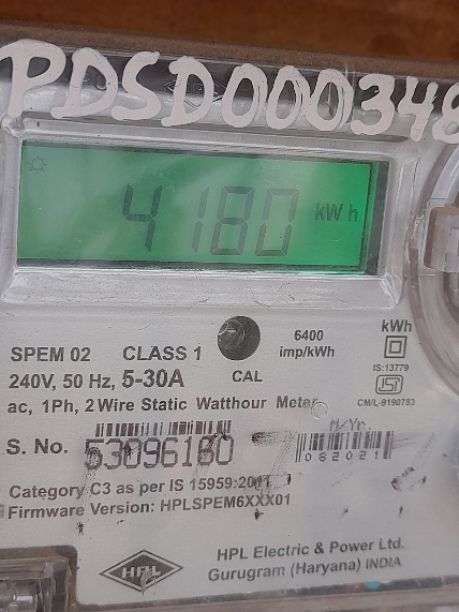 PDSD000348
4180 kWh
6400 imp/kWh
kWh
SPEM 02 CLASS 1
240V, 50 Hz, 5-30A
CAL
IS:13779
CM/L-9190783
ac, 1Ph, 2 Wire Static Watthour Meter
M/Yr.
S. No. 53096180
082021
Category C3 as per IS 15959:2011
Firmware Version: HPLSPEM6XXX01
HPL
HPL Electric & Power Ltd.
Gurugram (Haryana) INDIA